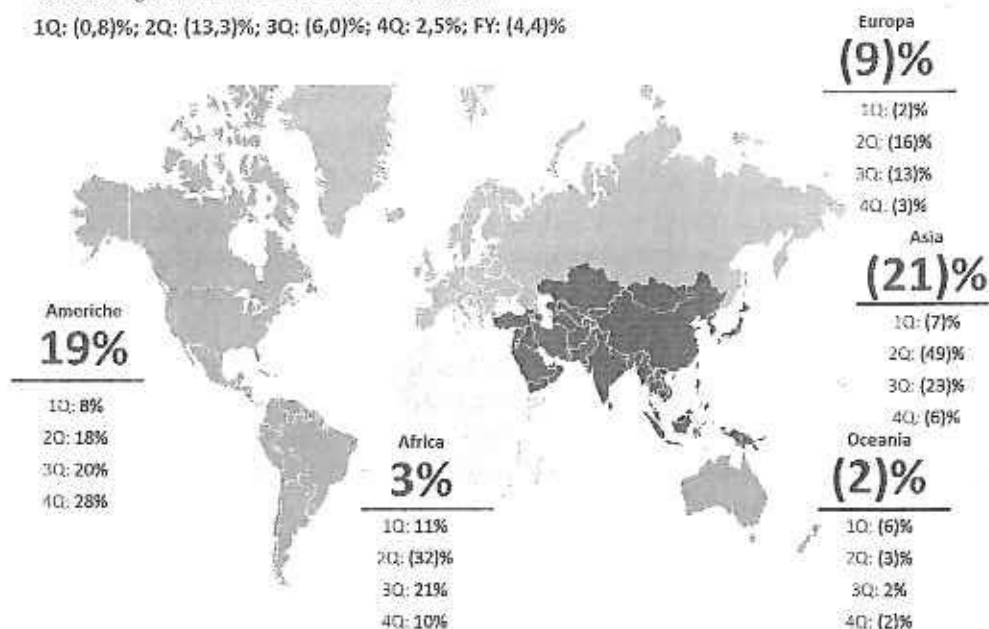 1Q: (0,8)%; 2Q: (13,3)%; 3Q: (6,0)%; 4Q: 2,5%; FY: (4,4)%
Europa
(9)%
1Q: (2)%
2Q: (16)%
3Q: (13)%
4Q: (3)%
Asia
(21)%
1Q: (7)%
2Q: (49)%
3Q: (23)%
4Q: (6)%
Americhe
19%
1Q: 8%
2Q: 18%
3Q: 20%
4Q: 28%
Africa
3%
1Q: 11%
2Q: (32)%
3Q: 21%
4Q: 10%
Oceania
(2)%
1Q: (6)%
2Q: (3)%
3Q: 2%
4Q: (2)%